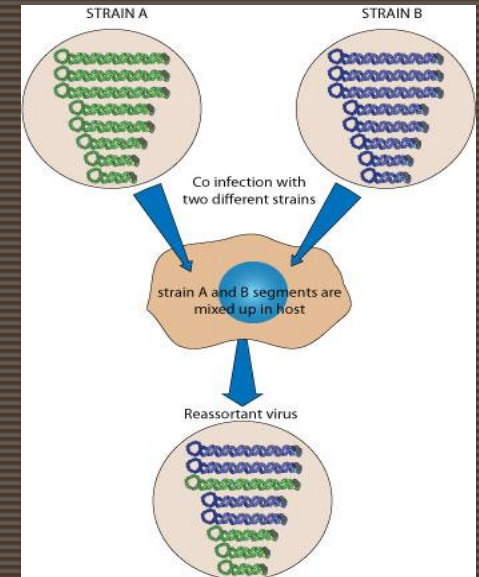 STRAIN A
STRAIN B
Co infection with
two different strains
strain A and B segments are
mixed up in host
Reassortant virus